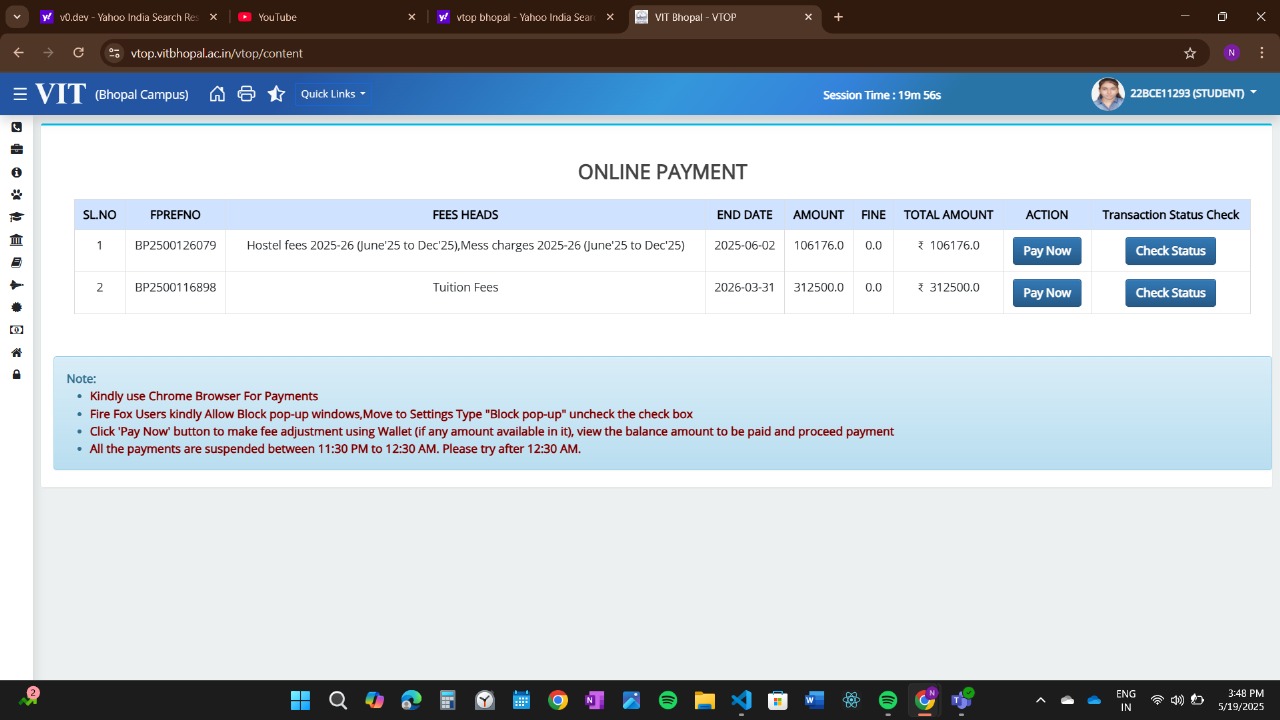 v0.dev - Yahoo India Search Res
YouTube
vtop bhopal - Yahoo India Sear
VIT Bhopal - VTOP
vtop.vitbhopal.ac.in/vtop/content
N
VIT (Bhopal Campus)
Quick Links
Session Time : 19m 56s
22BCE11293 (STUDENT)
ONLINE PAYMENT
SL.NO FPREFNO FEES HEADS END DATE AMOUNT FINE TOTAL AMOUNT ACTION Transaction Status Check
1 BP2500126079 Hostel fees 2025-26 (June'25 to Dec'25),Mess charges 2025-26 (June'25 to Dec'25) 2025-06-02 106176.0 0.0 ₹ 106176.0 Pay Now Check Status
2 BP2500116898 Tuition Fees 2026-03-31 312500.0 0.0 ₹ 312500.0 Pay Now Check Status
Note:
• Kindly use Chrome Browser For Payments
• Fire Fox Users kindly Allow Block pop-up windows,Move to Settings Type "Block pop-up" uncheck the check box
• Click 'Pay Now' button to make fee adjustment using Wallet (if any amount available in it), view the balance amount to be paid and proceed payment
• All the payments are suspended between 11:30 PM to 12:30 AM. Please try after 12:30 AM.
2
ENG
IN
3:48 PM
5/19/2025